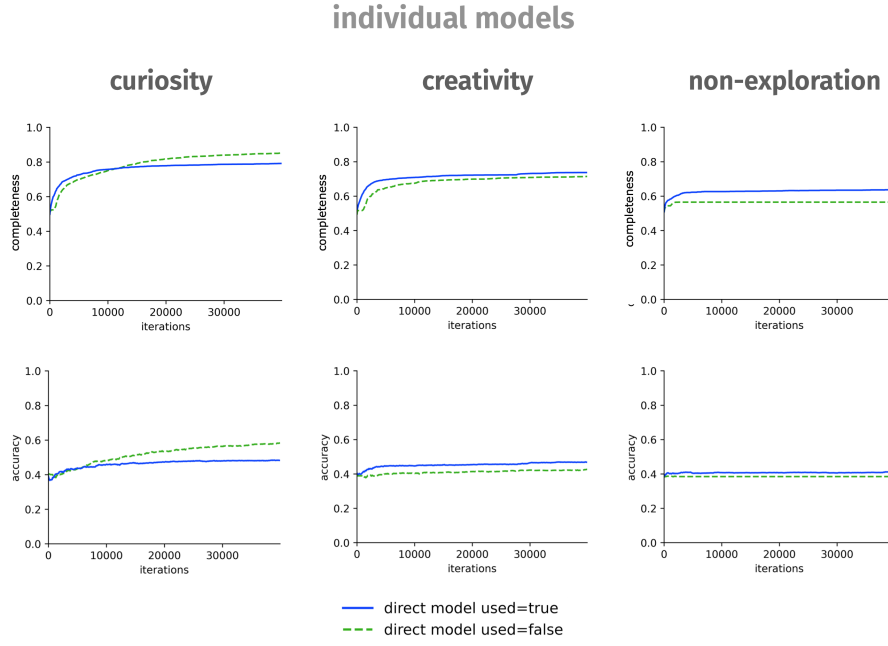 individual models
curiosity
creativity
non-exploration
completeness
1.0
0.8
0.6
0.4
0.2
0.0
0 10000 20000 30000
iterations
completeness
1.0
0.8
0.6
0.4
0.2
0.0
0 10000 20000 30000
iterations
completeness
1.0
0.8
0.6
0.4
0.2
0.0
0 10000 20000 30000
iterations
accuracy
1.0
0.8
0.6
0.4
0.2
0.0
0 10000 20000 30000
iterations
accuracy
1.0
0.8
0.6
0.4
0.2
0.0
0 10000 20000 30000
iterations
accuracy
1.0
0.8
0.6
0.4
0.2
0.0
0 10000 20000 30000
iterations
direct model used=true
direct model used=false